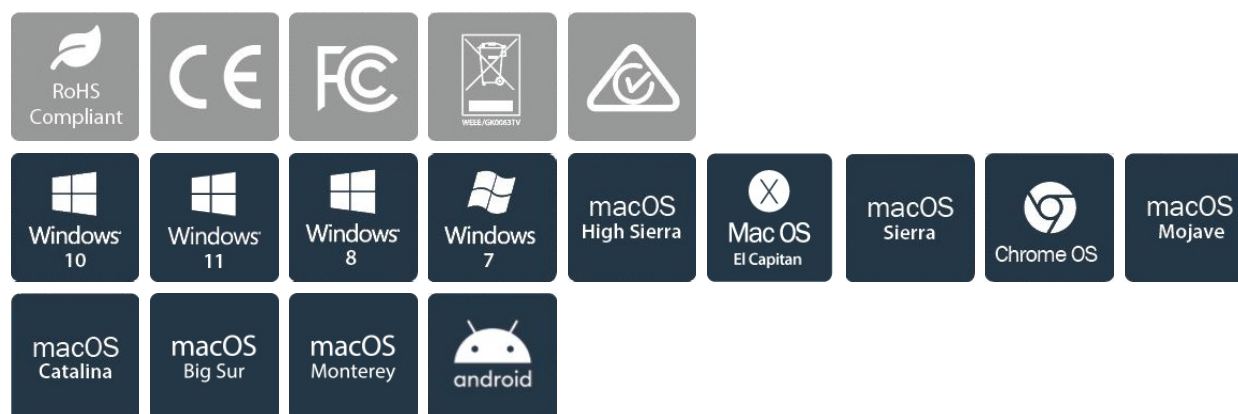 RoHS
Compliant
CE
FC
WEEE/GK0083TV
Windows
10
Windows
11
Windows
8
Windows
7
macOS
High Sierra
X
Mac OS
El Capitan
macOS
Sierra
Chrome OS
macOS
Mojave
macOS
Catalina
macOS
Big Sur
macOS
Monterey
android